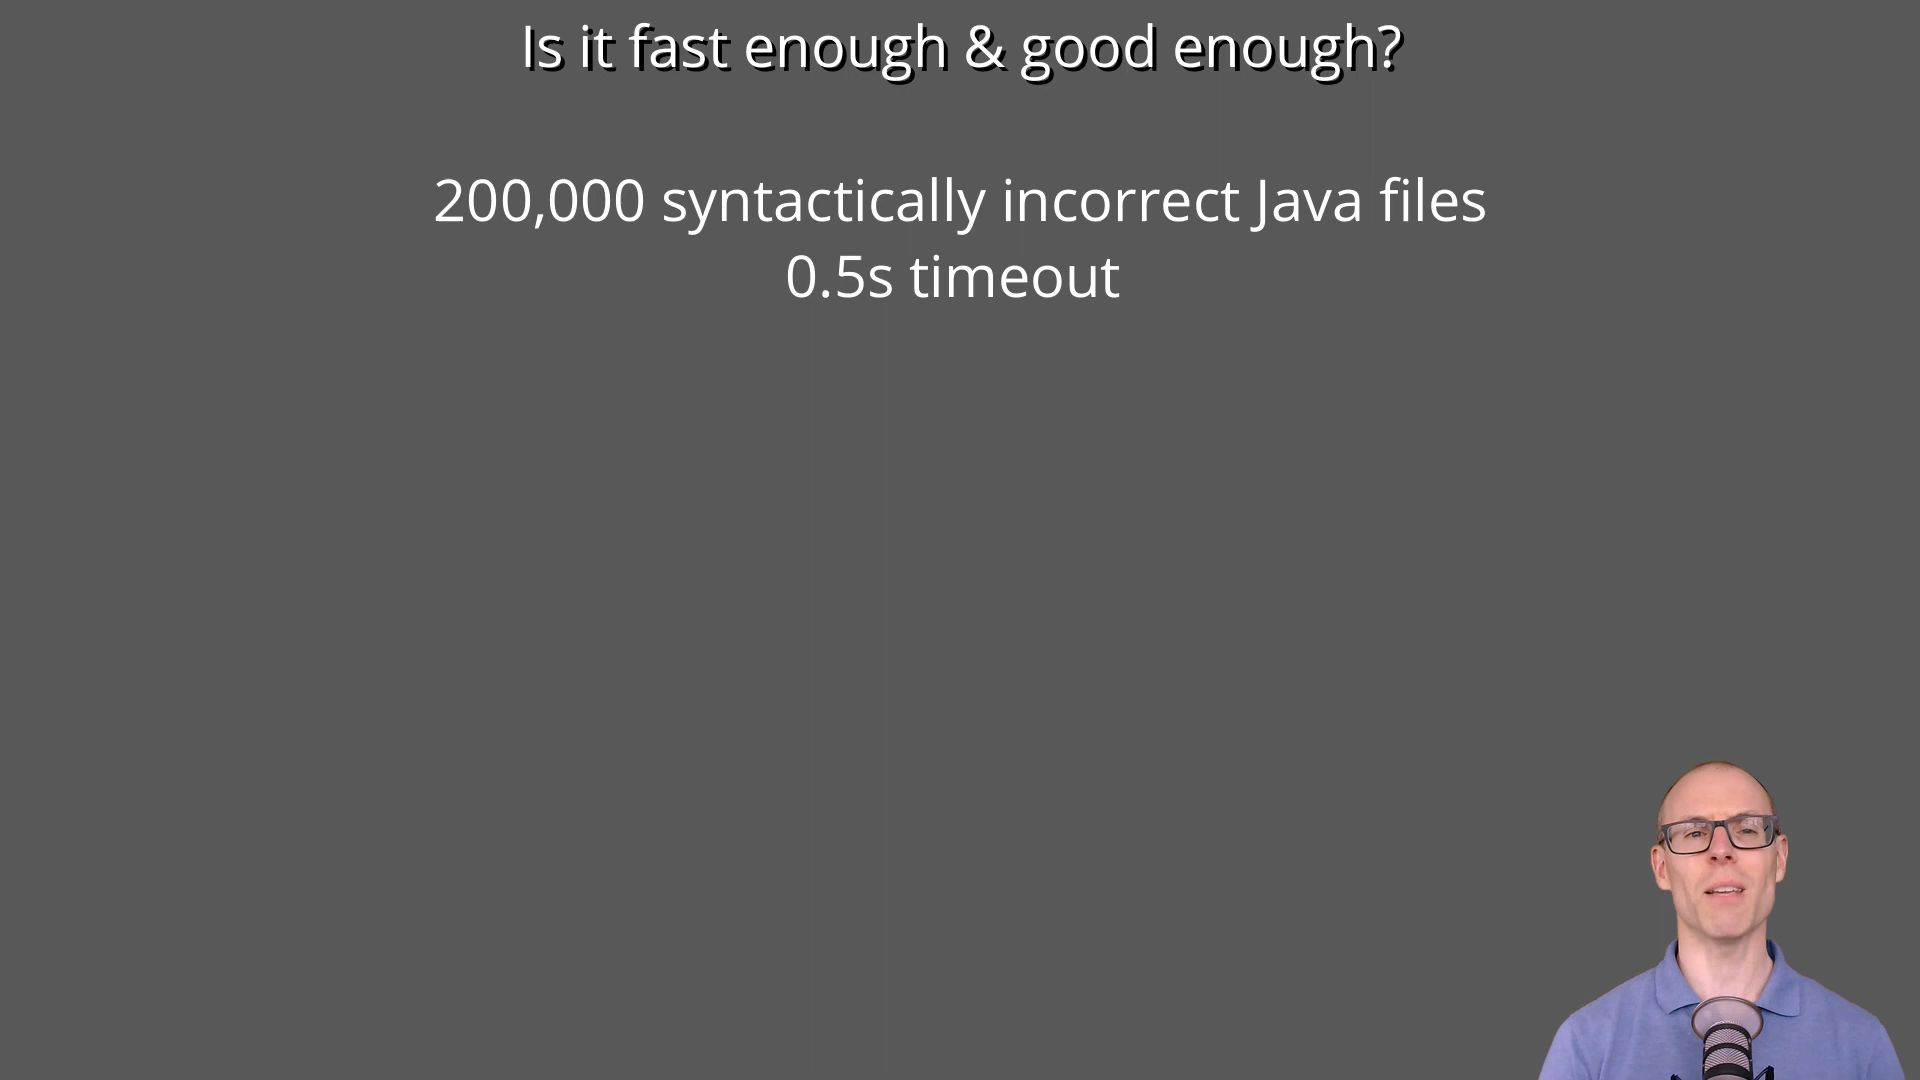 Is it fast enough & good enough?
200,000 syntactically incorrect Java files
0.5s timeout